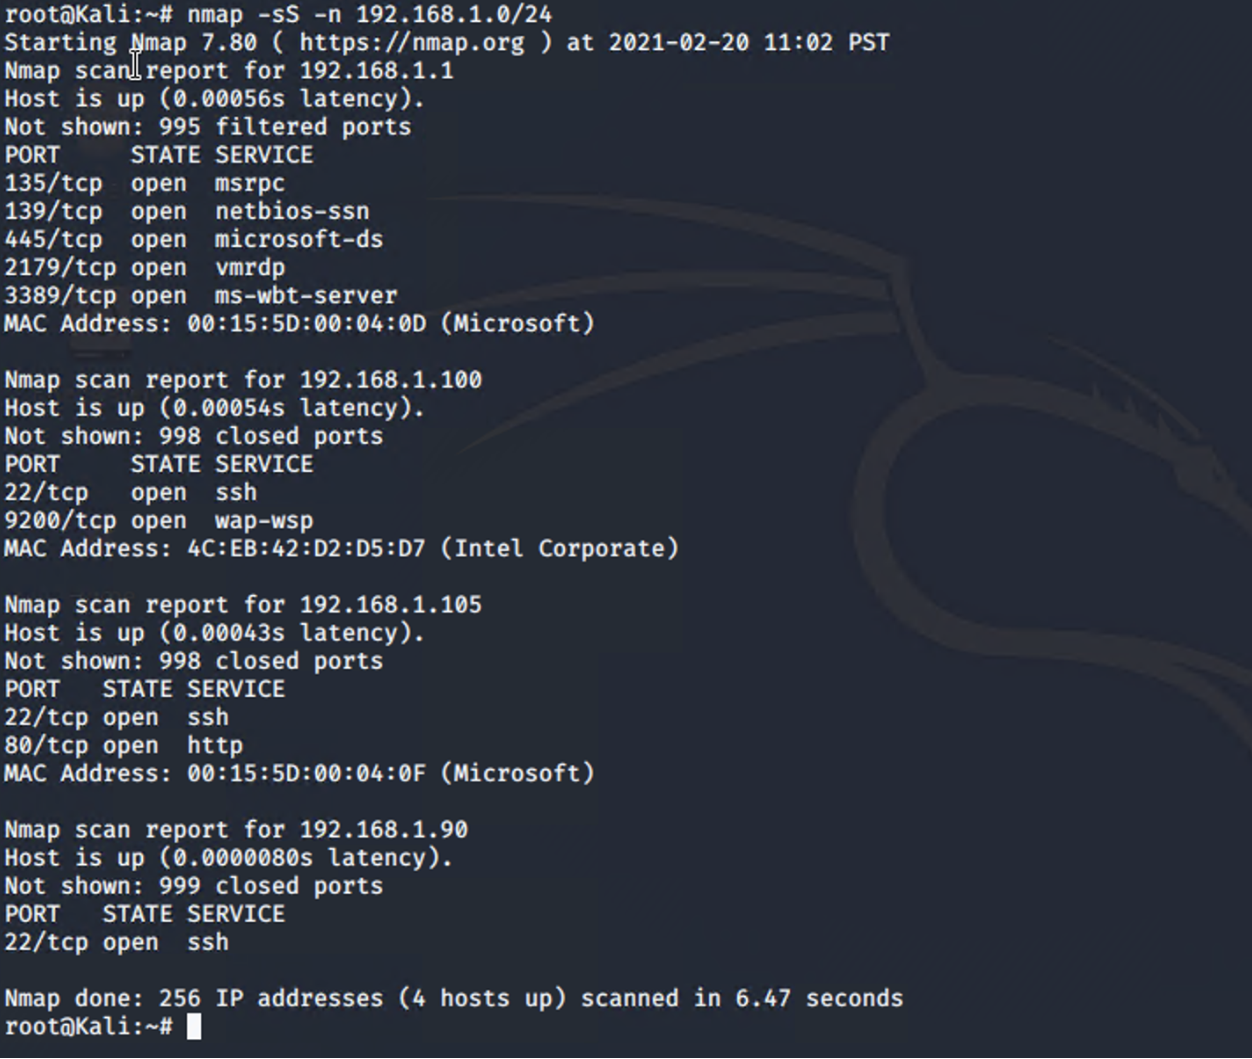 root@Kali:~# nmap -sS -n 192.168.1.0/24
Starting Nmap 7.80 ( https://nmap.org ) at 2021-02-20 11:02 PST
Nmap scan report for 192.168.1.1
Host is up (0.00056s latency).
Not shown: 995 filtered ports
PORT     STATE SERVICE
135/tcp  open  msrpc
139/tcp  open  netbios-ssn
445/tcp  open  microsoft-ds
2179/tcp open  vmrdp
3389/tcp open  ms-wbt-server
MAC Address: 00:15:5D:00:04:0D (Microsoft)

Nmap scan report for 192.168.1.100
Host is up (0.00054s latency).
Not shown: 998 closed ports
PORT     STATE SERVICE
22/tcp   open  ssh
9200/tcp open  wap-wsp
MAC Address: 4C:EB:42:D2:D5:D7 (Intel Corporate)

Nmap scan report for 192.168.1.105
Host is up (0.00043s latency).
Not shown: 998 closed ports
PORT   STATE SERVICE
22/tcp open  ssh
80/tcp open  http
MAC Address: 00:15:5D:00:04:0F (Microsoft)

Nmap scan report for 192.168.1.90
Host is up (0.0000080s latency).
Not shown: 999 closed ports
PORT   STATE SERVICE
22/tcp open  ssh

Nmap done: 256 IP addresses (4 hosts up) scanned in 6.47 seconds
root@Kali:~#